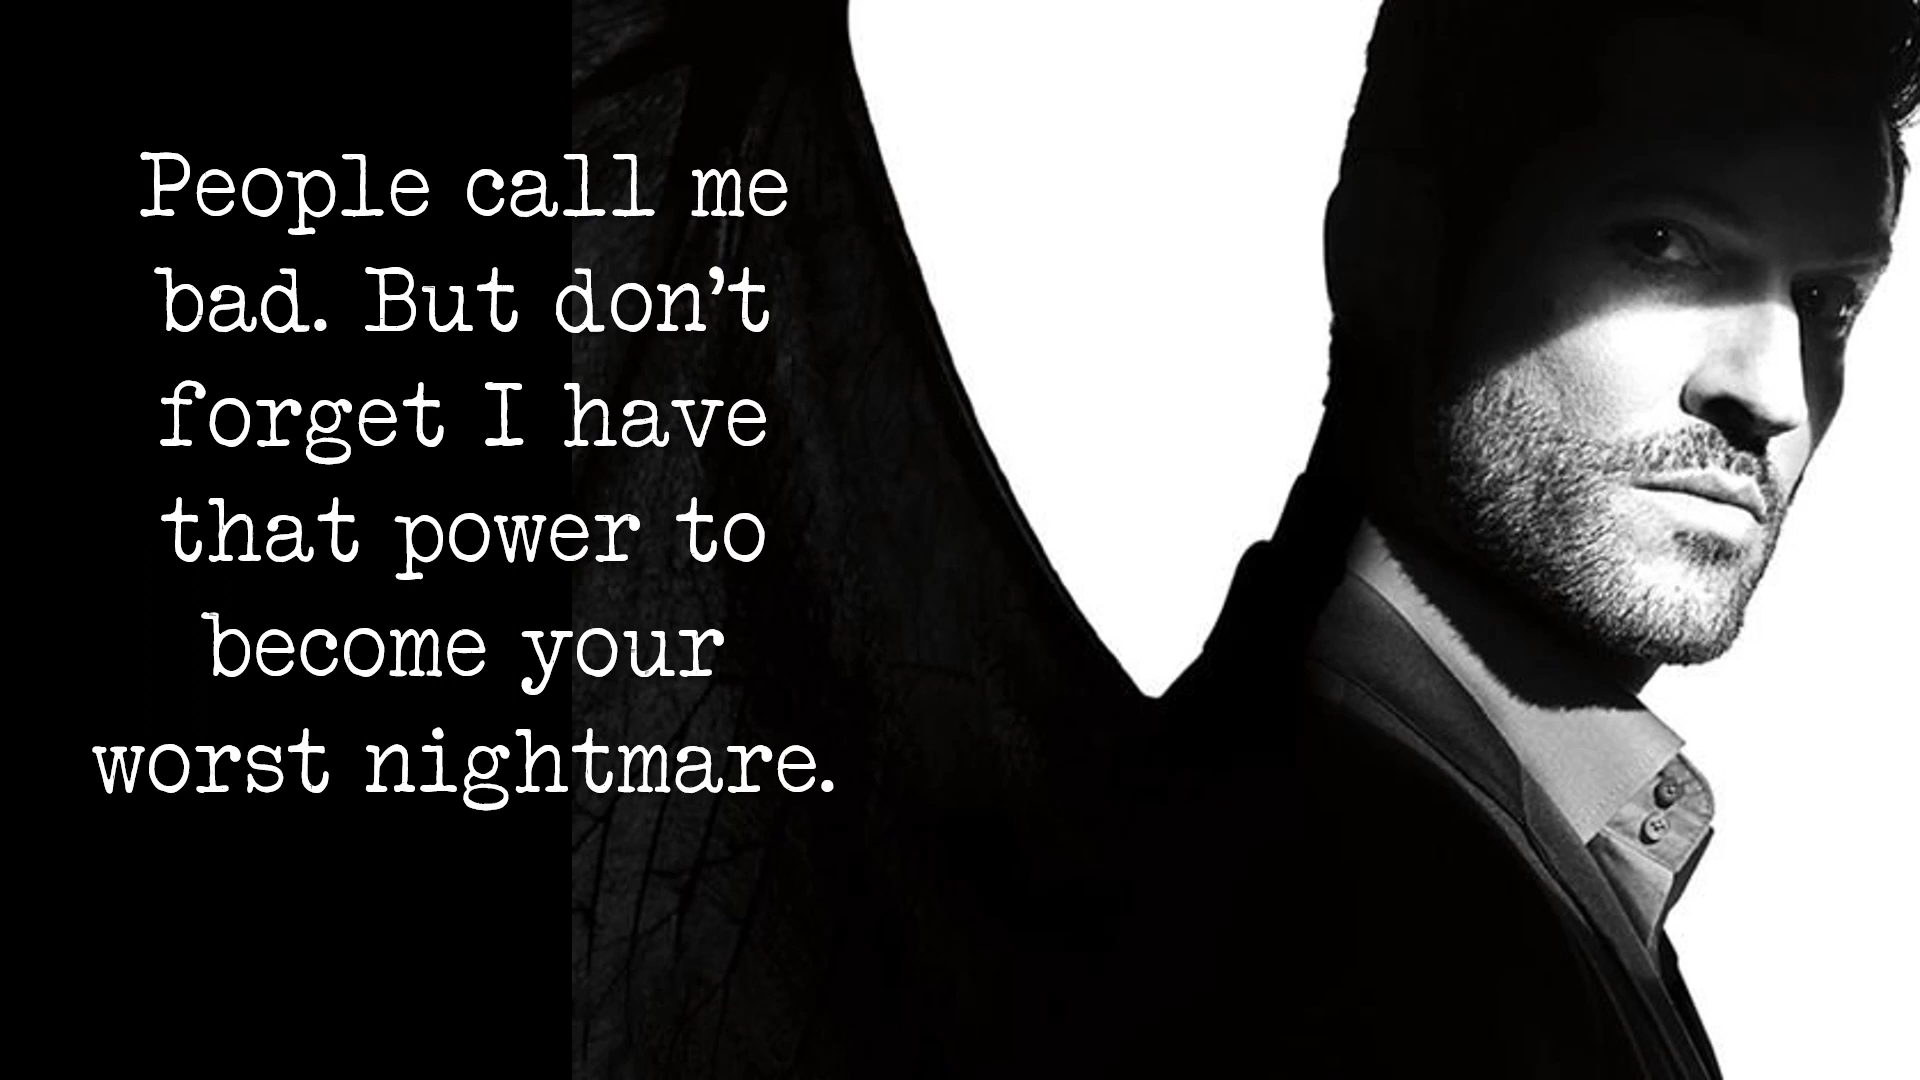 People call me
bad. But don’t
forget I have
that power to
become your
worst nightmare.